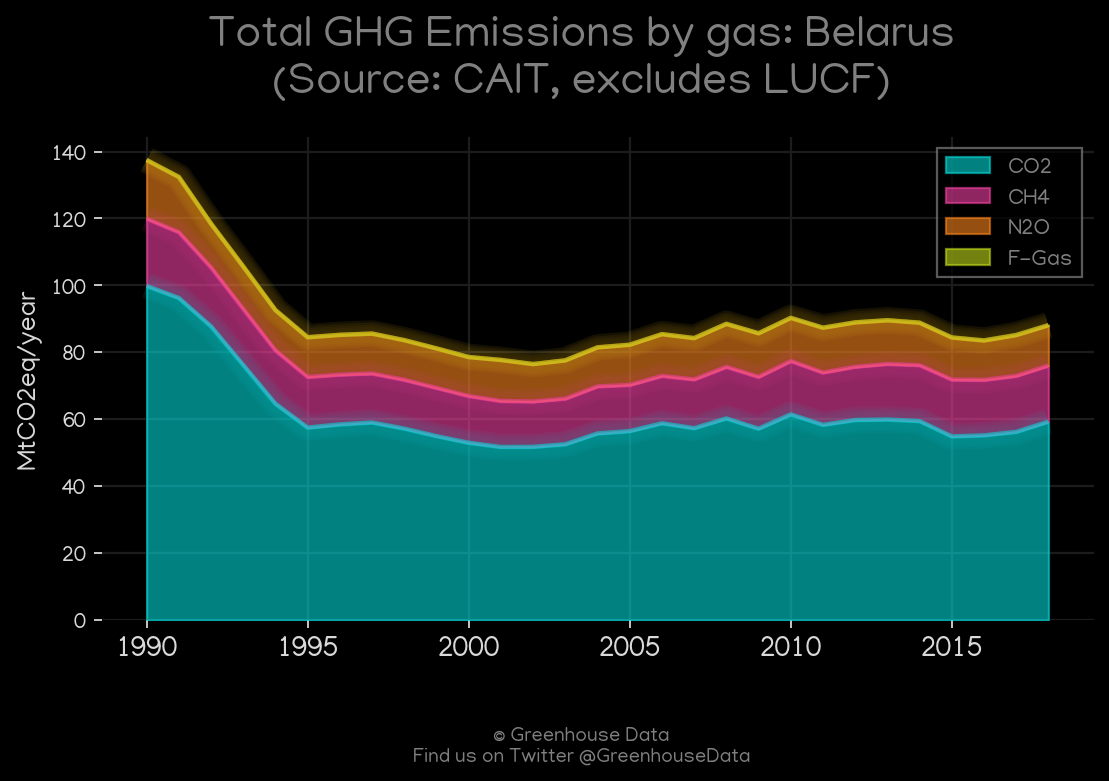 Total GHG Emissions by gas: Belarus
(Source: CAIT, excludes LUCF)
MtCO2eq/year
140
120
100
80
60
40
20
0
1990 1995 2000 2005 2010 2015
CO2
CH4
N2O
F-Gas
© Greenhouse Data
Find us on Twitter @GreenhouseData